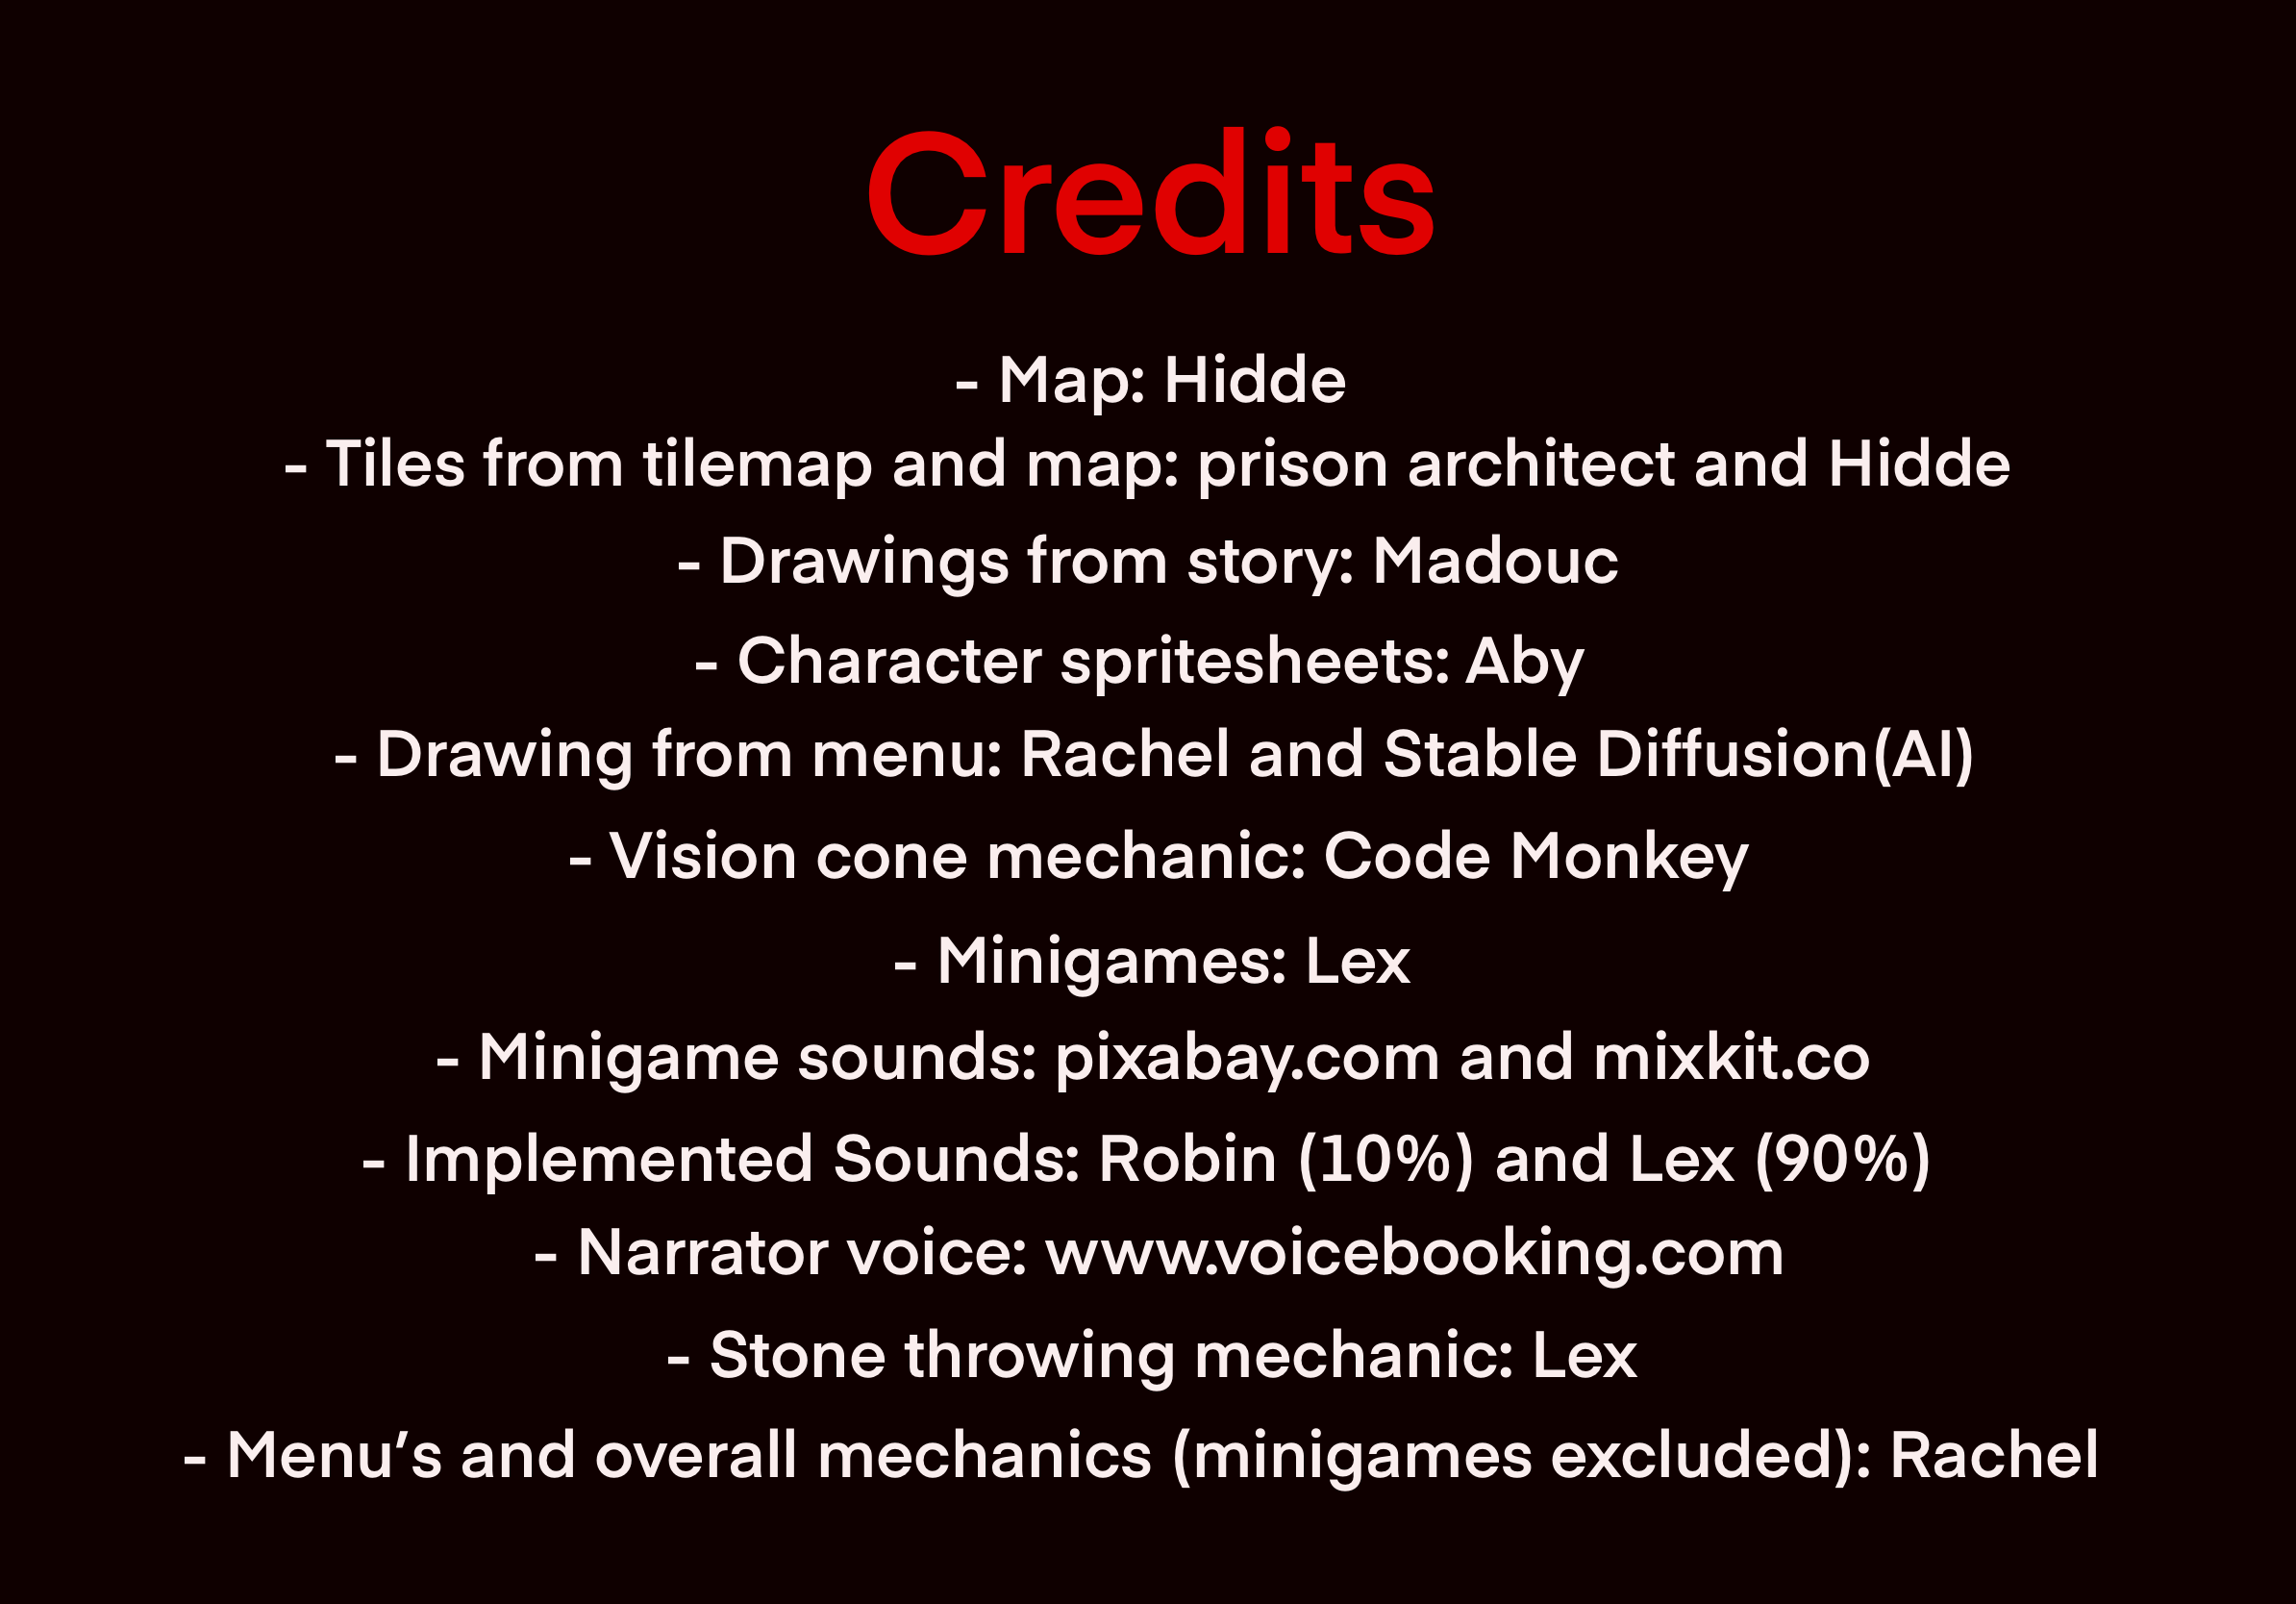 Credits
- Map: Hidde
- Tiles from tilemap and map: prison architect and Hidde
- Drawings from story: Madouc
- Character spritesheets: Aby
- Drawing from menu: Rachel and Stable Diffusion(AI)
- Vision cone mechanic: Code Monkey
- Minigames: Lex
- Minigame sounds: pixabay.com and mixkit.co
- Implemented Sounds: Robin (10%) and Lex (90%)
- Narrator voice: www.voicebooking.com
- Stone throwing mechanic: Lex
- Menu’s and overall mechanics (minigames excluded): Rachel